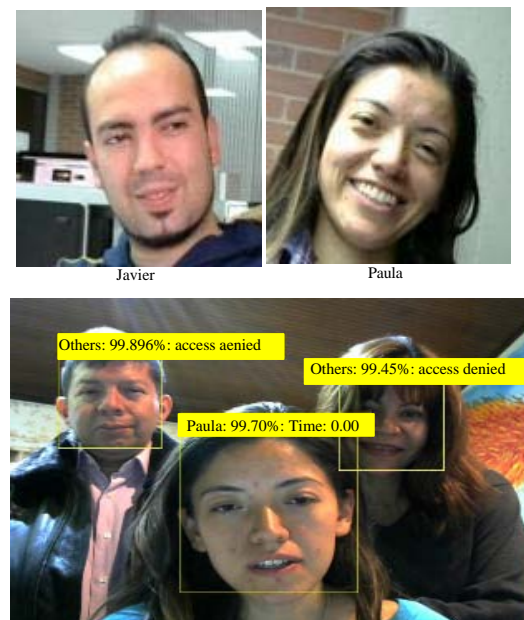 Javier
Paula
Others: 99.896%: access aenied
Others: 99.45%: access denied
Paula: 99.70%: Time: 0.00